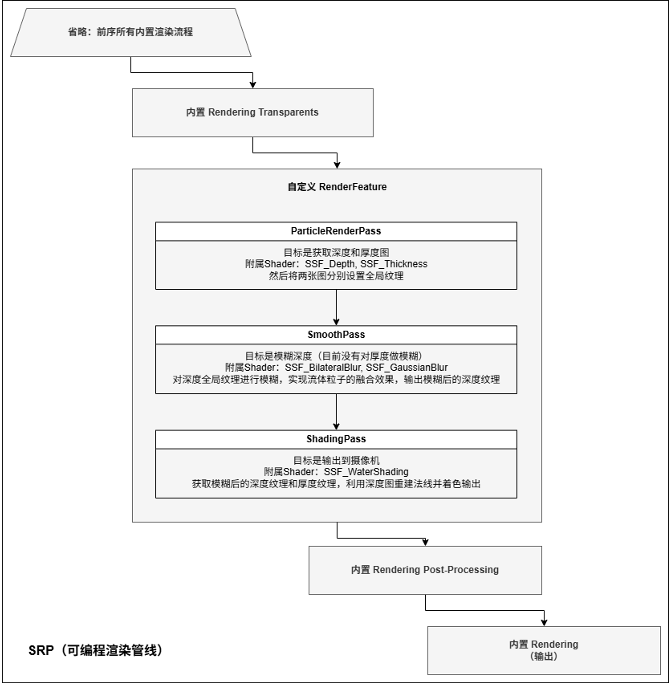 省略：前序所有内置渲染流程
内置 Rendering Transparents
自定义 RenderFeature
ParticleRenderPass
目标是获取深度和厚度图
附属Shader：SSF_Depth, SSF_Thickness
然后将两张图分别设置全局纹理
SmoothPass
目标是模糊深度（目前没有对厚度做模糊）
附属Shader：SSF_BilateralBlur, SSF_GaussianBlur
对深度全局纹理进行模糊，实现流体粒子的融合效果，输出模糊后的深度纹理
ShadingPass
目标是输出到摄像机
附属Shader：SSF_WaterShading
获取模糊后的深度纹理和厚度纹理，利用深度图重建法线并着色输出
内置 Rendering Post-Processing
内置 Rendering
（输出）
SRP（可编程渲染管线）